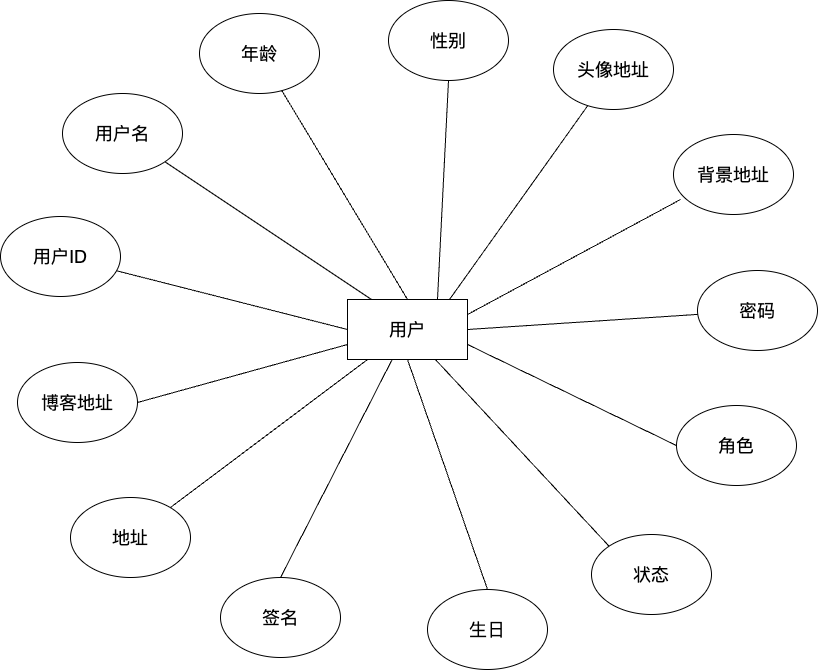 性别
年龄
头像地址
用户名
背景地址
用户ID
密码
用户
博客地址
角色
地址
状态
签名
生日